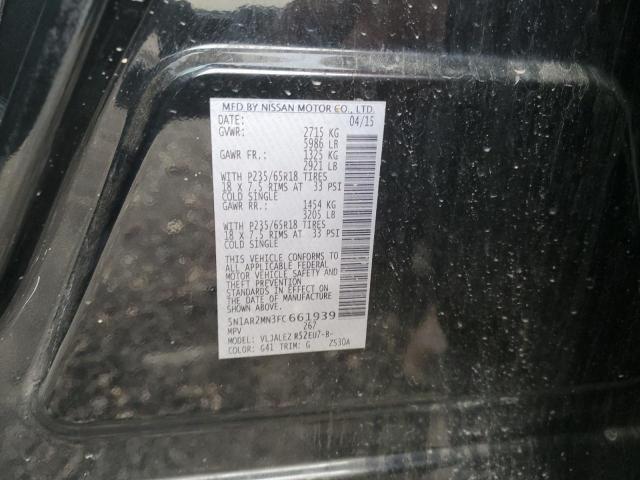 MFD.BY NISSAN MOTOR CO., LTD.
DATE: 04/15
GVWR: 2715 KG
5986 LB
GAWR FR.: 1325 KG
2921 LB
WITH P235/65R18 TIRES
18 X 7.5 RIMS AT 33 PSI
COLD SINGLE
GAWR RR.: 1454 KG
3205 LB
WITH P235/65R18 TIRES
18 X 7.5 RIMS AT 33 PSI
COLD SINGLE
THIS VEHICLE CONFORMS TO
ALL APPLICABLE FEDERAL
MOTOR VEHICLE SAFETY AND
THEFT PREVENTION
STANDARDS IN EFFECT ON
THE DATE OF MANUFACTURE
SHOWN ABOVE.
5N1AR2MN3FC661939
MPV 267
MODEL: VLJALEZ R52EU7-B-
COLOR: G41 TRIM: G ZS30A